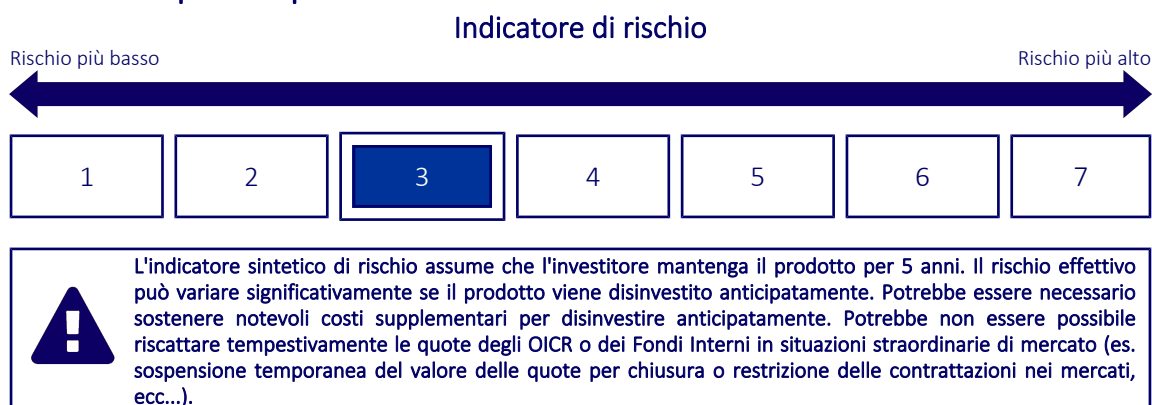 Indicatore di rischio
Rischio più basso
Rischio più alto
1
2
3
4
5
6
7
L'indicatore sintetico di rischio assume che l'investitore mantenga il prodotto per 5 anni. Il rischio effettivo
può variare significativamente se il prodotto viene disinvestito anticipatamente. Potrebbe essere necessario
sostenere notevoli costi supplementari per disinvestire anticipatamente. Potrebbe non essere possibile
riscattare tempestivamente le quote degli OICR o dei Fondi Interni in situazioni straordinarie di mercato (es.
sospensione temporanea del valore delle quote per chiusura o restrizione delle contrattazioni nei mercati,
ecc...).